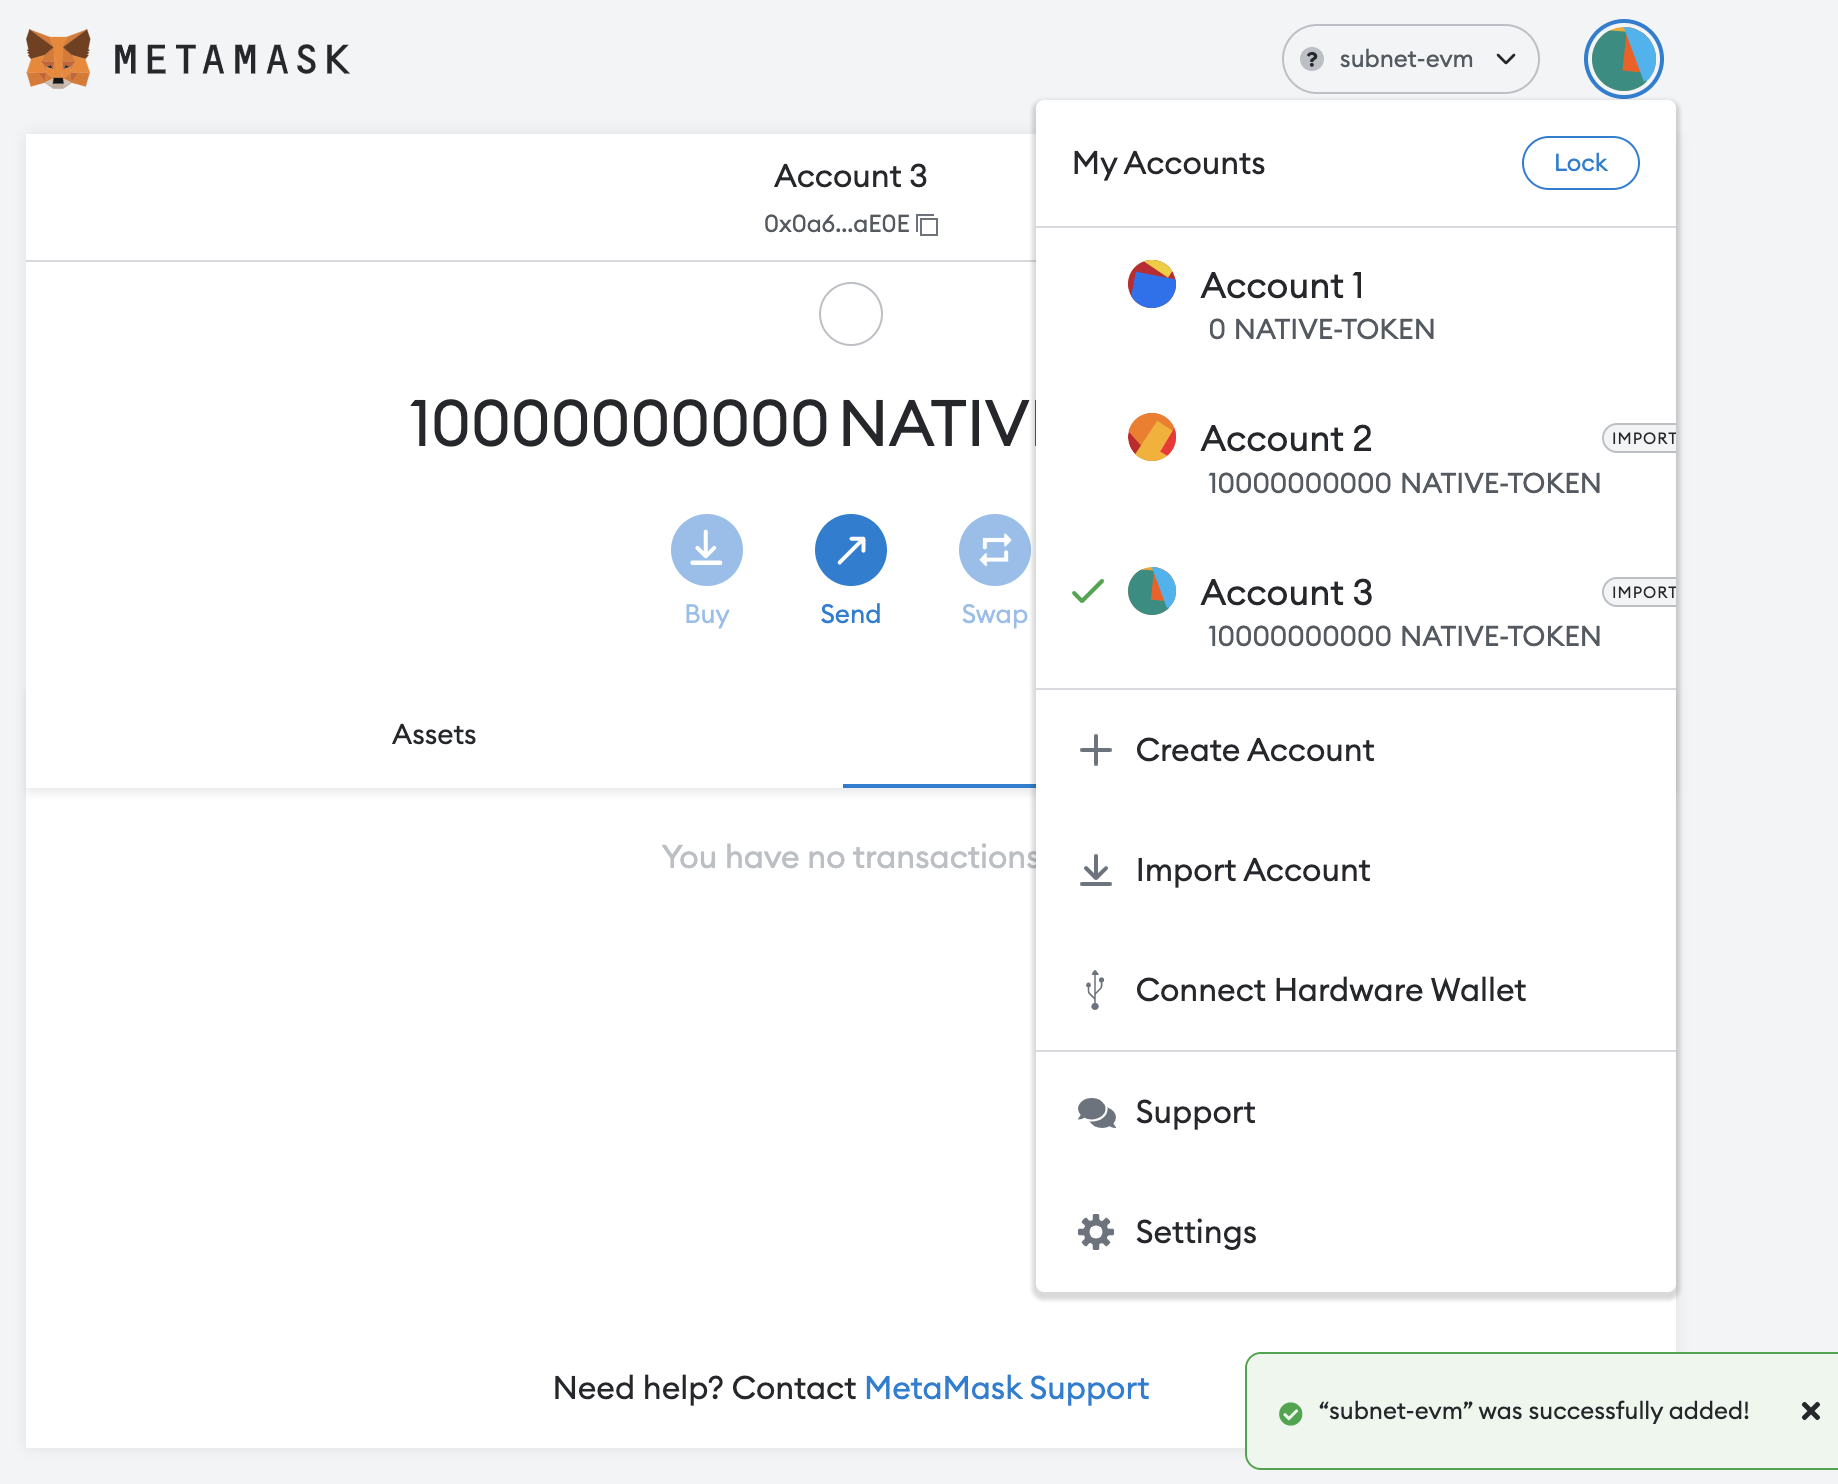 METAMASK
? subnet-evm
My Accounts
Lock
Account 3
0x0a6...aE0E
Account 1
0 NATIVE-TOKEN
10000000000 NATIV
Account 2
IMPORT
10000000000 NATIVE-TOKEN
Account 3
IMPORT
10000000000 NATIVE-TOKEN
Buy
Send
Swap
Assets
You have no transactions
Create Account
Import Account
Connect Hardware Wallet
Support
Settings
Need help? Contact MetaMask Support
“subnet-evm” was successfully added!